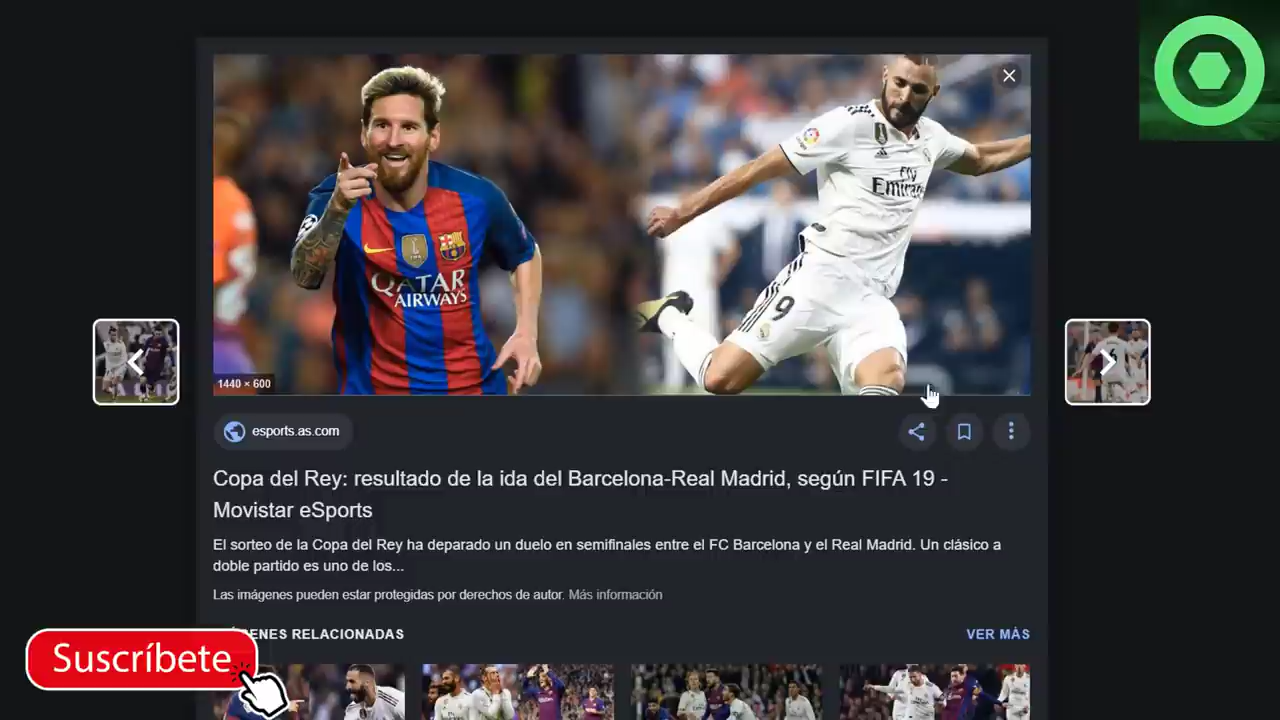 QATAR
AIRWAYS
Fly
Emirates
9
1440 × 600
esports.as.com
Copa del Rey: resultado de la ida del Barcelona-Real Madrid, según FIFA 19 -
Movistar eSports
El sorteo de la Copa del Rey ha deparado un duelo en semifinales entre el FC Barcelona y el Real Madrid. Un clásico a
doble partido es uno de los...
Las imágenes pueden estar protegidas por derechos de autor. Más información
ENES RELACIONADAS
VER MÁS
Suscríbete